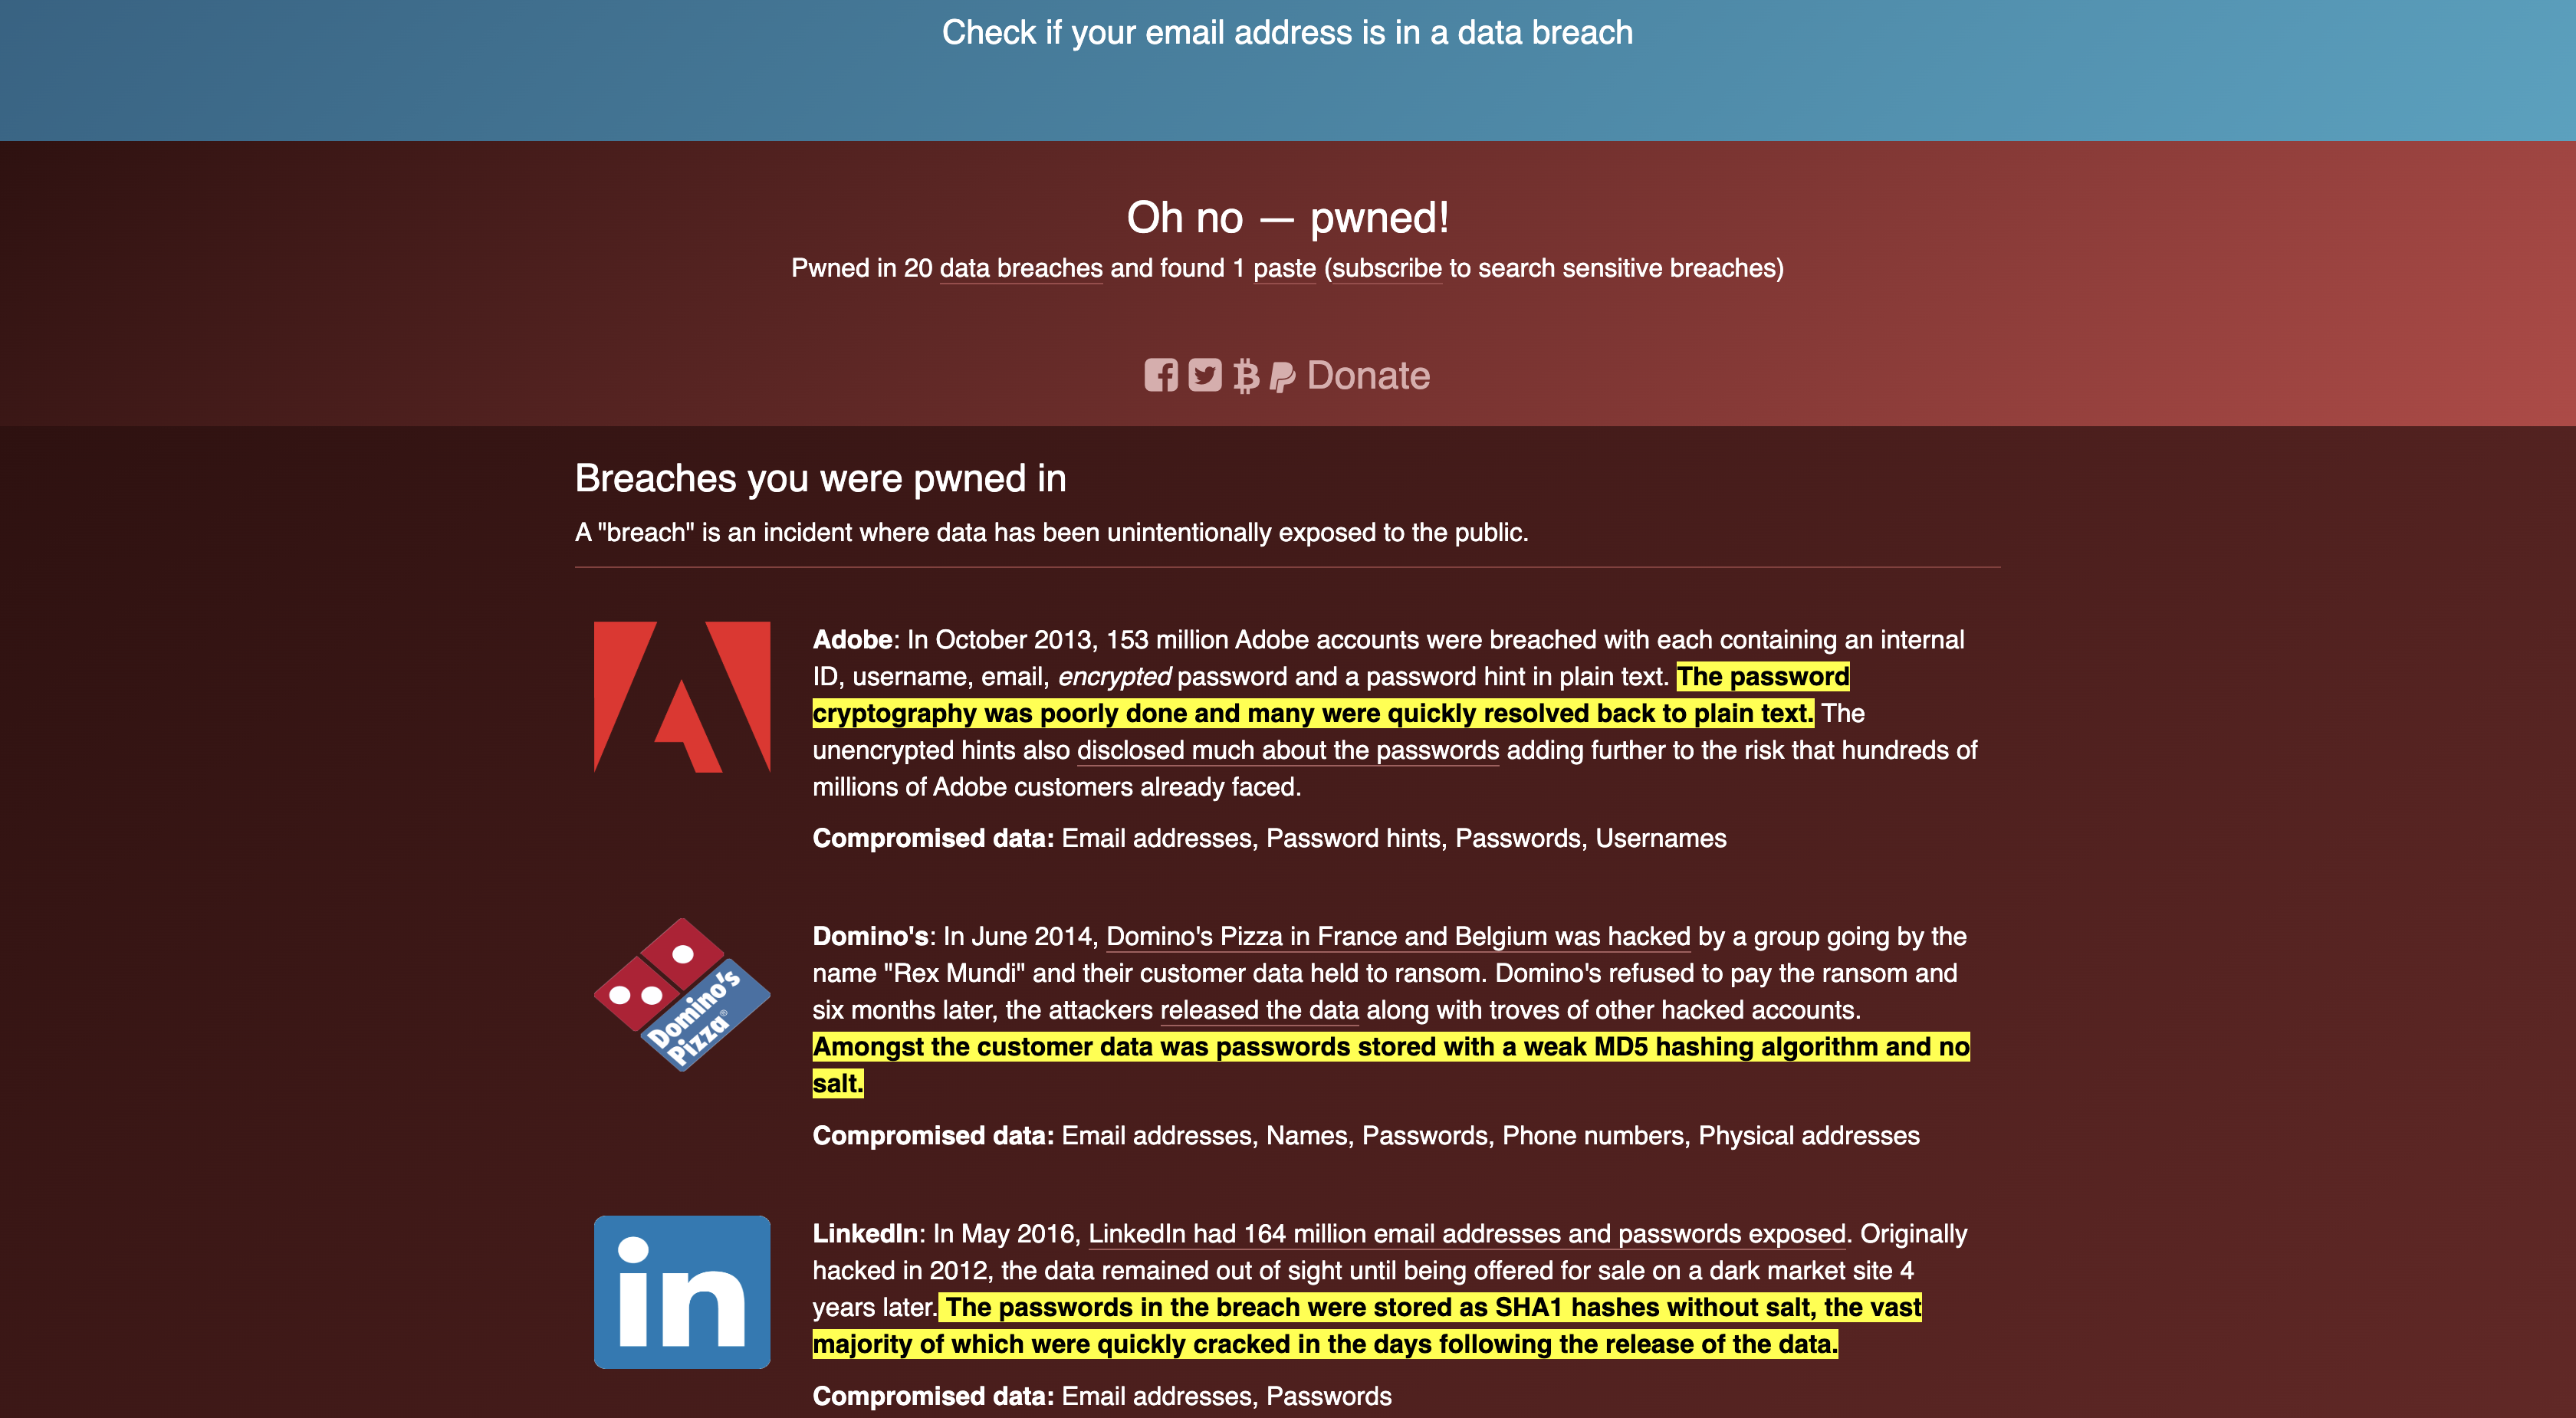 Check if your email address is in a data breach
Oh no — pwned!
Pwned in 20 data breaches and found 1 paste (subscribe to search sensitive breaches)
Donate
Breaches you were pwned in
A "breach" is an incident where data has been unintentionally exposed to the public.
Adobe: In October 2013, 153 million Adobe accounts were breached with each containing an internal
ID, username, email, encrypted password and a password hint in plain text. The password
cryptography was poorly done and many were quickly resolved back to plain text. The
unencrypted hints also disclosed much about the passwords adding further to the risk that hundreds of
millions of Adobe customers already faced.
Compromised data: Email addresses, Password hints, Passwords, Usernames
Domino's
Pizza®
Domino's: In June 2014, Domino's Pizza in France and Belgium was hacked by a group going by the
name "Rex Mundi" and their customer data held to ransom. Domino's refused to pay the ransom and
six months later, the attackers released the data along with troves of other hacked accounts.
Amongst the customer data was passwords stored with a weak MD5 hashing algorithm and no
salt.
Compromised data: Email addresses, Names, Passwords, Phone numbers, Physical addresses
in
LinkedIn: In May 2016, LinkedIn had 164 million email addresses and passwords exposed. Originally
hacked in 2012, the data remained out of sight until being offered for sale on a dark market site 4
years later. The passwords in the breach were stored as SHA1 hashes without salt, the vast
majority of which were quickly cracked in the days following the release of the data.
Compromised data: Email addresses, Passwords